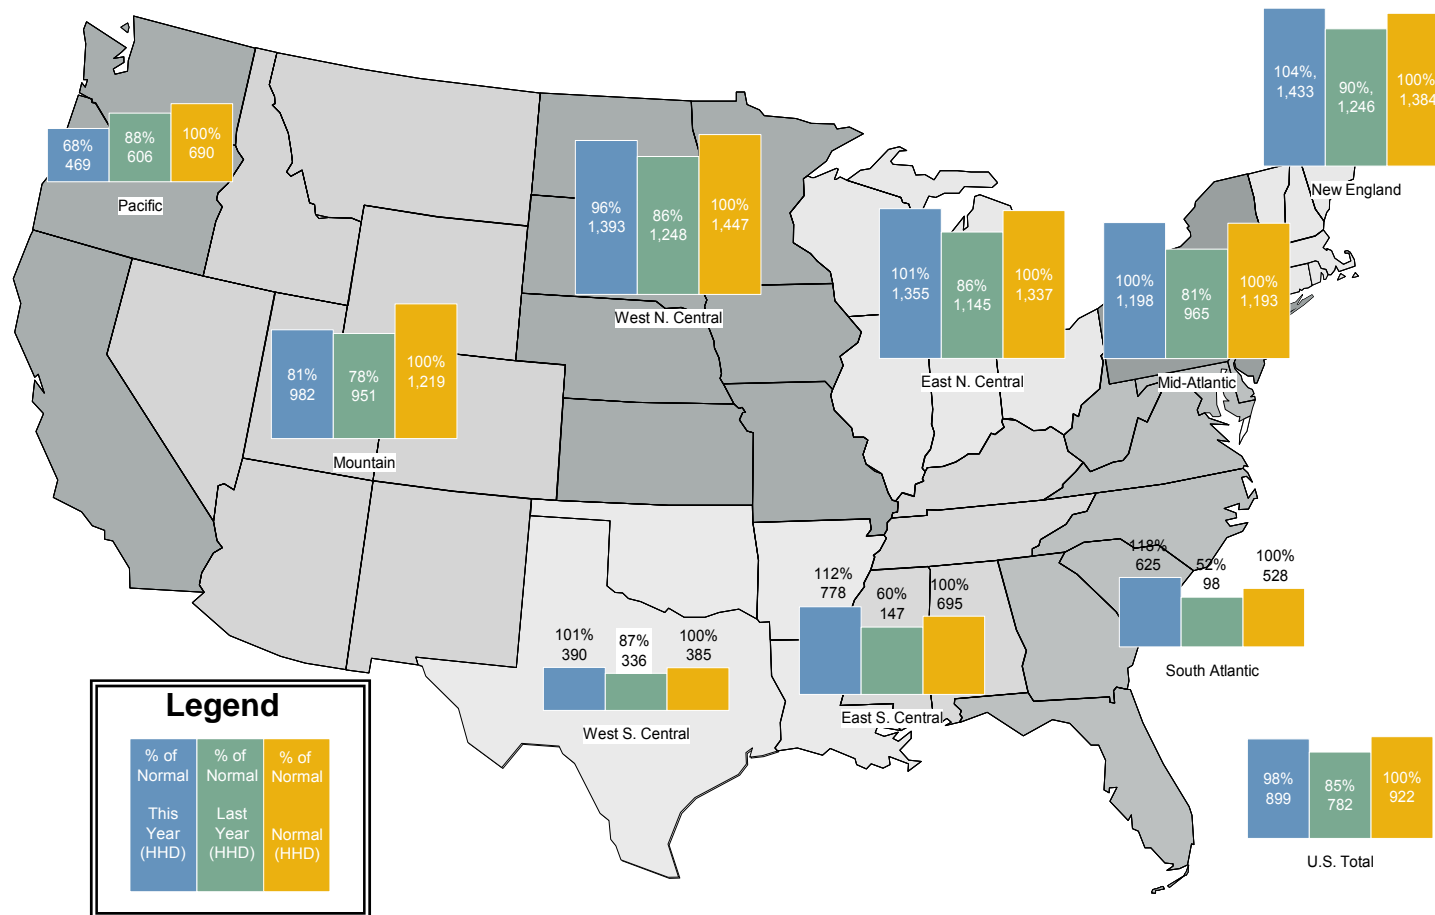 104%,
1,433
90%,
1,246
100%
1,384
New England
68%
469
88%
606
100%
690
Pacific
96%
1,393
86%
1,248
100%
1,447
West N. Central
101%
1,355
86%
1,145
100%
1,337
East N. Central
100%
1,198
81%
965
100%
1,193
Mid-Atlantic
81%
982
78%
951
100%
1,219
Mountain
118%
625
52%
98
100%
528
South Atlantic
112%
778
60%
147
100%
695
East S. Central
101%
390
87%
336
100%
385
West S. Central
98%
899
85%
782
100%
922
U.S. Total
Legend
% of
Normal
This
Year
(HHD)
% of
Normal
Last
Year
(HHD)
% of
Normal
Normal
(HHD)